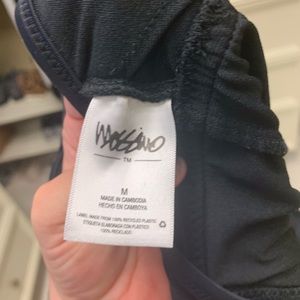 Mossimo
TM
M
MADE IN CAMBODIA
HECHO EN CAMBOYA
LABEL MADE FROM 100% RECYCLED PLASTIC
ETIQUETA ELABORADA CON PLÁSTICO
100% RECICLADO